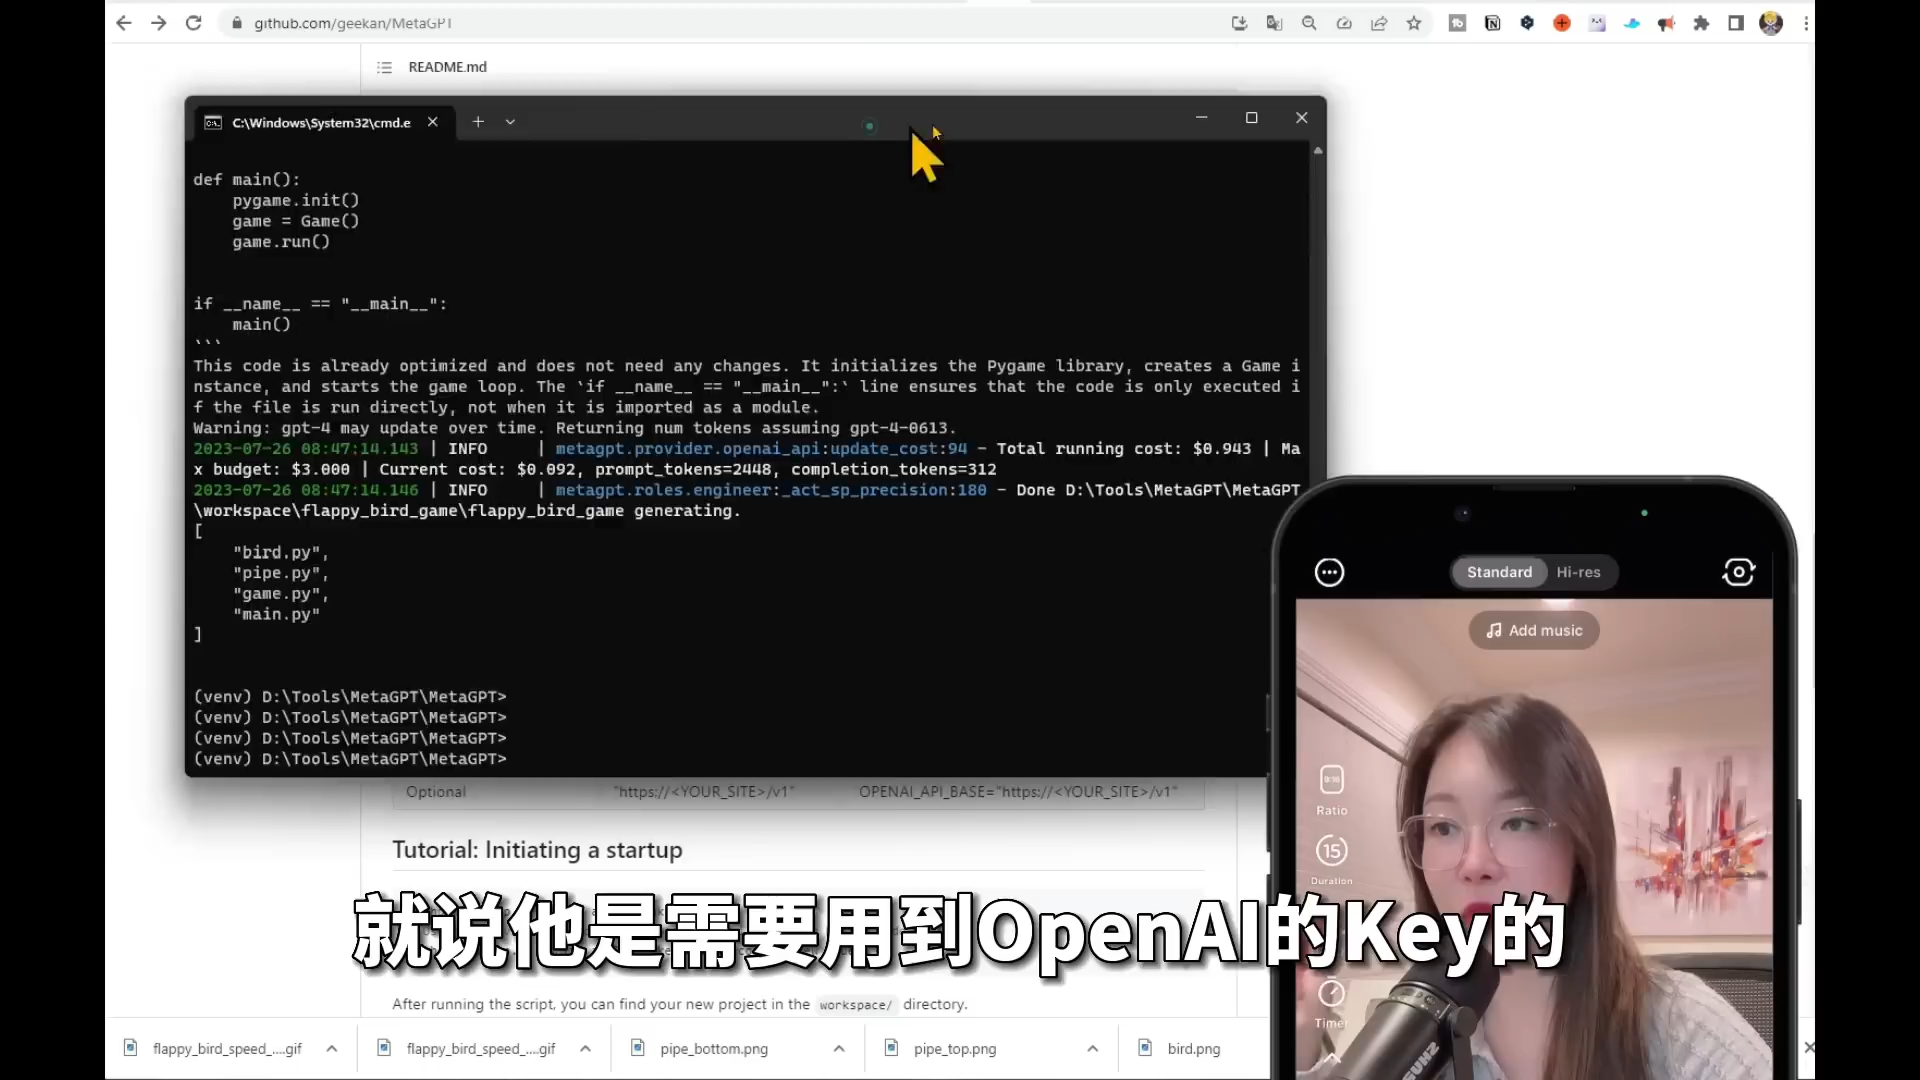 github.com/geekan/MetaGPT
README.md
C:\Windows\System32\cmd.e
def main():
    pygame.init()
    game = Game()
    game.run()
if __name__ == "__main__":
    main()
```
This code is already optimized and does not need any changes. It initializes the Pygame library, creates a Game i
nstance, and starts the game loop. The `if __name__ == "__main__":` line ensures that the code is only executed i
f the file is run directly, not when it is imported as a module.
Warning: gpt-4 may update over time. Returning num tokens assuming gpt-4-0613.
2023-07-26 08:47:14.143 | INFO     | metagpt.provider.openai_api:update_cost:94 - Total running cost: $0.943 | Ma
x budget: $3.000 | Current cost: $0.092, prompt_tokens=2448, completion_tokens=312
2023-07-26 08:47:14.146 | INFO     | metagpt.roles.engineer:_act_sp_precision:180 - Done D:\Tools\MetaGPT\MetaGPT
\workspace\flappy_bird_game\flappy_bird_game generating.
[
    "bird.py",
    "pipe.py",
    "game.py",
    "main.py"
]
(venv) D:\Tools\MetaGPT\MetaGPT>
(venv) D:\Tools\MetaGPT\MetaGPT>
(venv) D:\Tools\MetaGPT\MetaGPT>
(venv) D:\Tools\MetaGPT\MetaGPT>
Optional "https://<YOUR_SITE>/v1" OPENAI_API_BASE="https://<YOUR_SITE>/v1"
Tutorial: Initiating a startup
Standard Hi-res
Add music
9:16
Ratio
15
Duration
就说他是需要用到OpenAI的Key的
Timer
After running the script, you can find your new project in the workspace/ directory.
flappy_bird_speed_....gif
flappy_bird_speed_....gif
pipe_bottom.png
pipe_top.png
bird.png